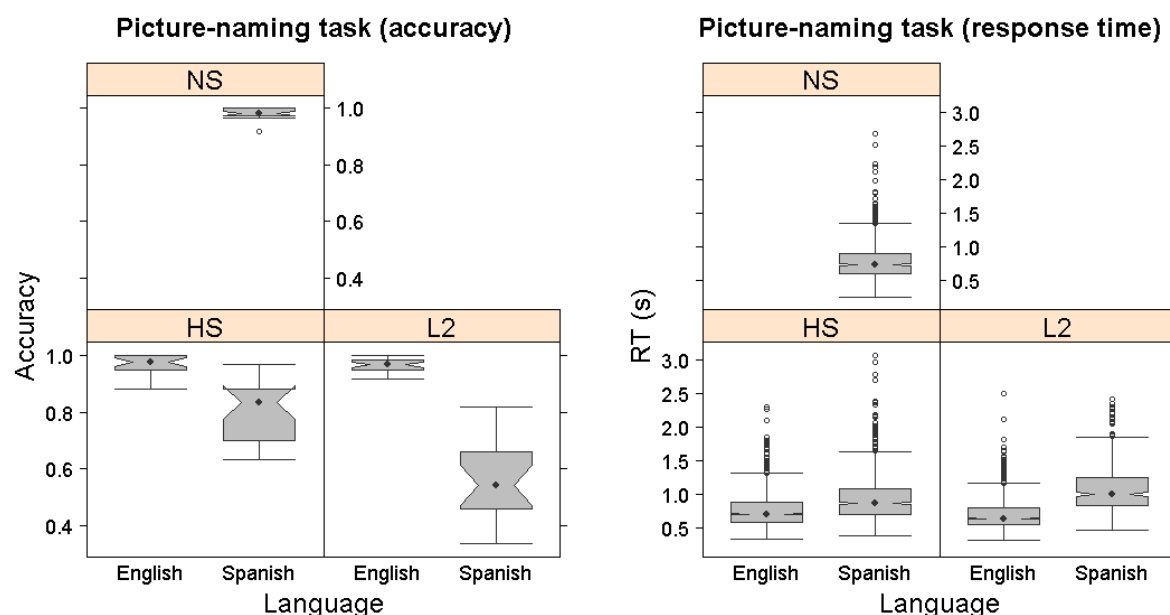 Picture-naming task (accuracy)
NS
1.0
0.8
0.6
0.4
Accuracy
HS
L2
1.0
0.8
0.6
0.4
English
Spanish
English
Spanish
Language
Picture-naming task (response time)
NS
3.0
2.5
2.0
1.5
1.0
0.5
RT (s)
HS
L2
3.0
2.5
2.0
1.5
1.0
0.5
English
Spanish
English
Spanish
Language